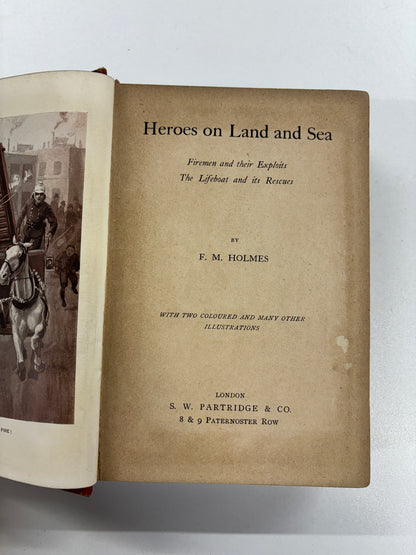 FIRE!
Heroes on Land and Sea
Firemen and their Exploits
The Lifeboat and its Rescues
BY
F. M. HOLMES
WITH TWO COLOURED AND MANY OTHER
ILLUSTRATIONS
LONDON
S. W. PARTRIDGE & CO.
8 & 9 PATERNOSTER ROW